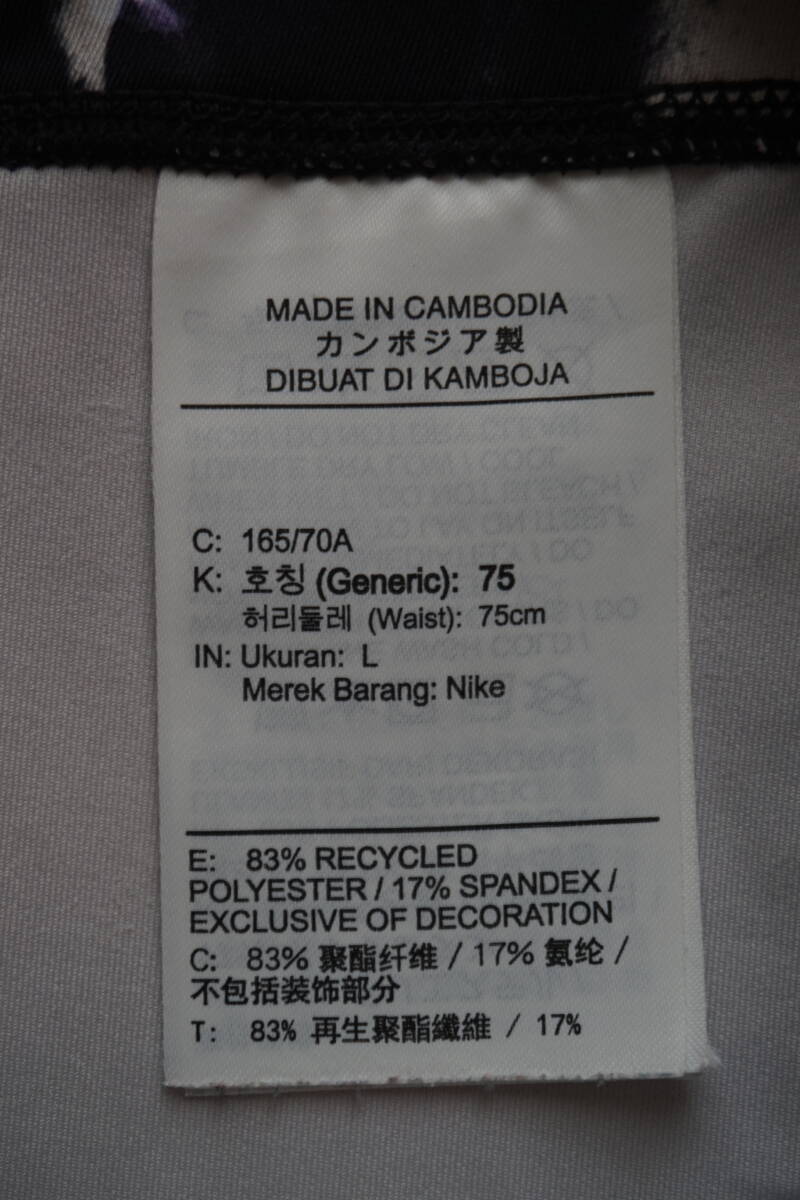 MADE IN CAMBODIA
カンボジア製
DIBUAT DI KAMBOJA
C: 165/70A
K: 호칭 (Generic): 75
허리둘레 (Waist): 75cm
IN: Ukuran: L
Merek Barang: Nike
E: 83% RECYCLED
POLYESTER / 17% SPANDEX /
EXCLUSIVE OF DECORATION
C: 83% 聚酯纤维 / 17% 氨纶 /
不包括装饰部分
T: 83% 再生聚酯纖維 / 17%